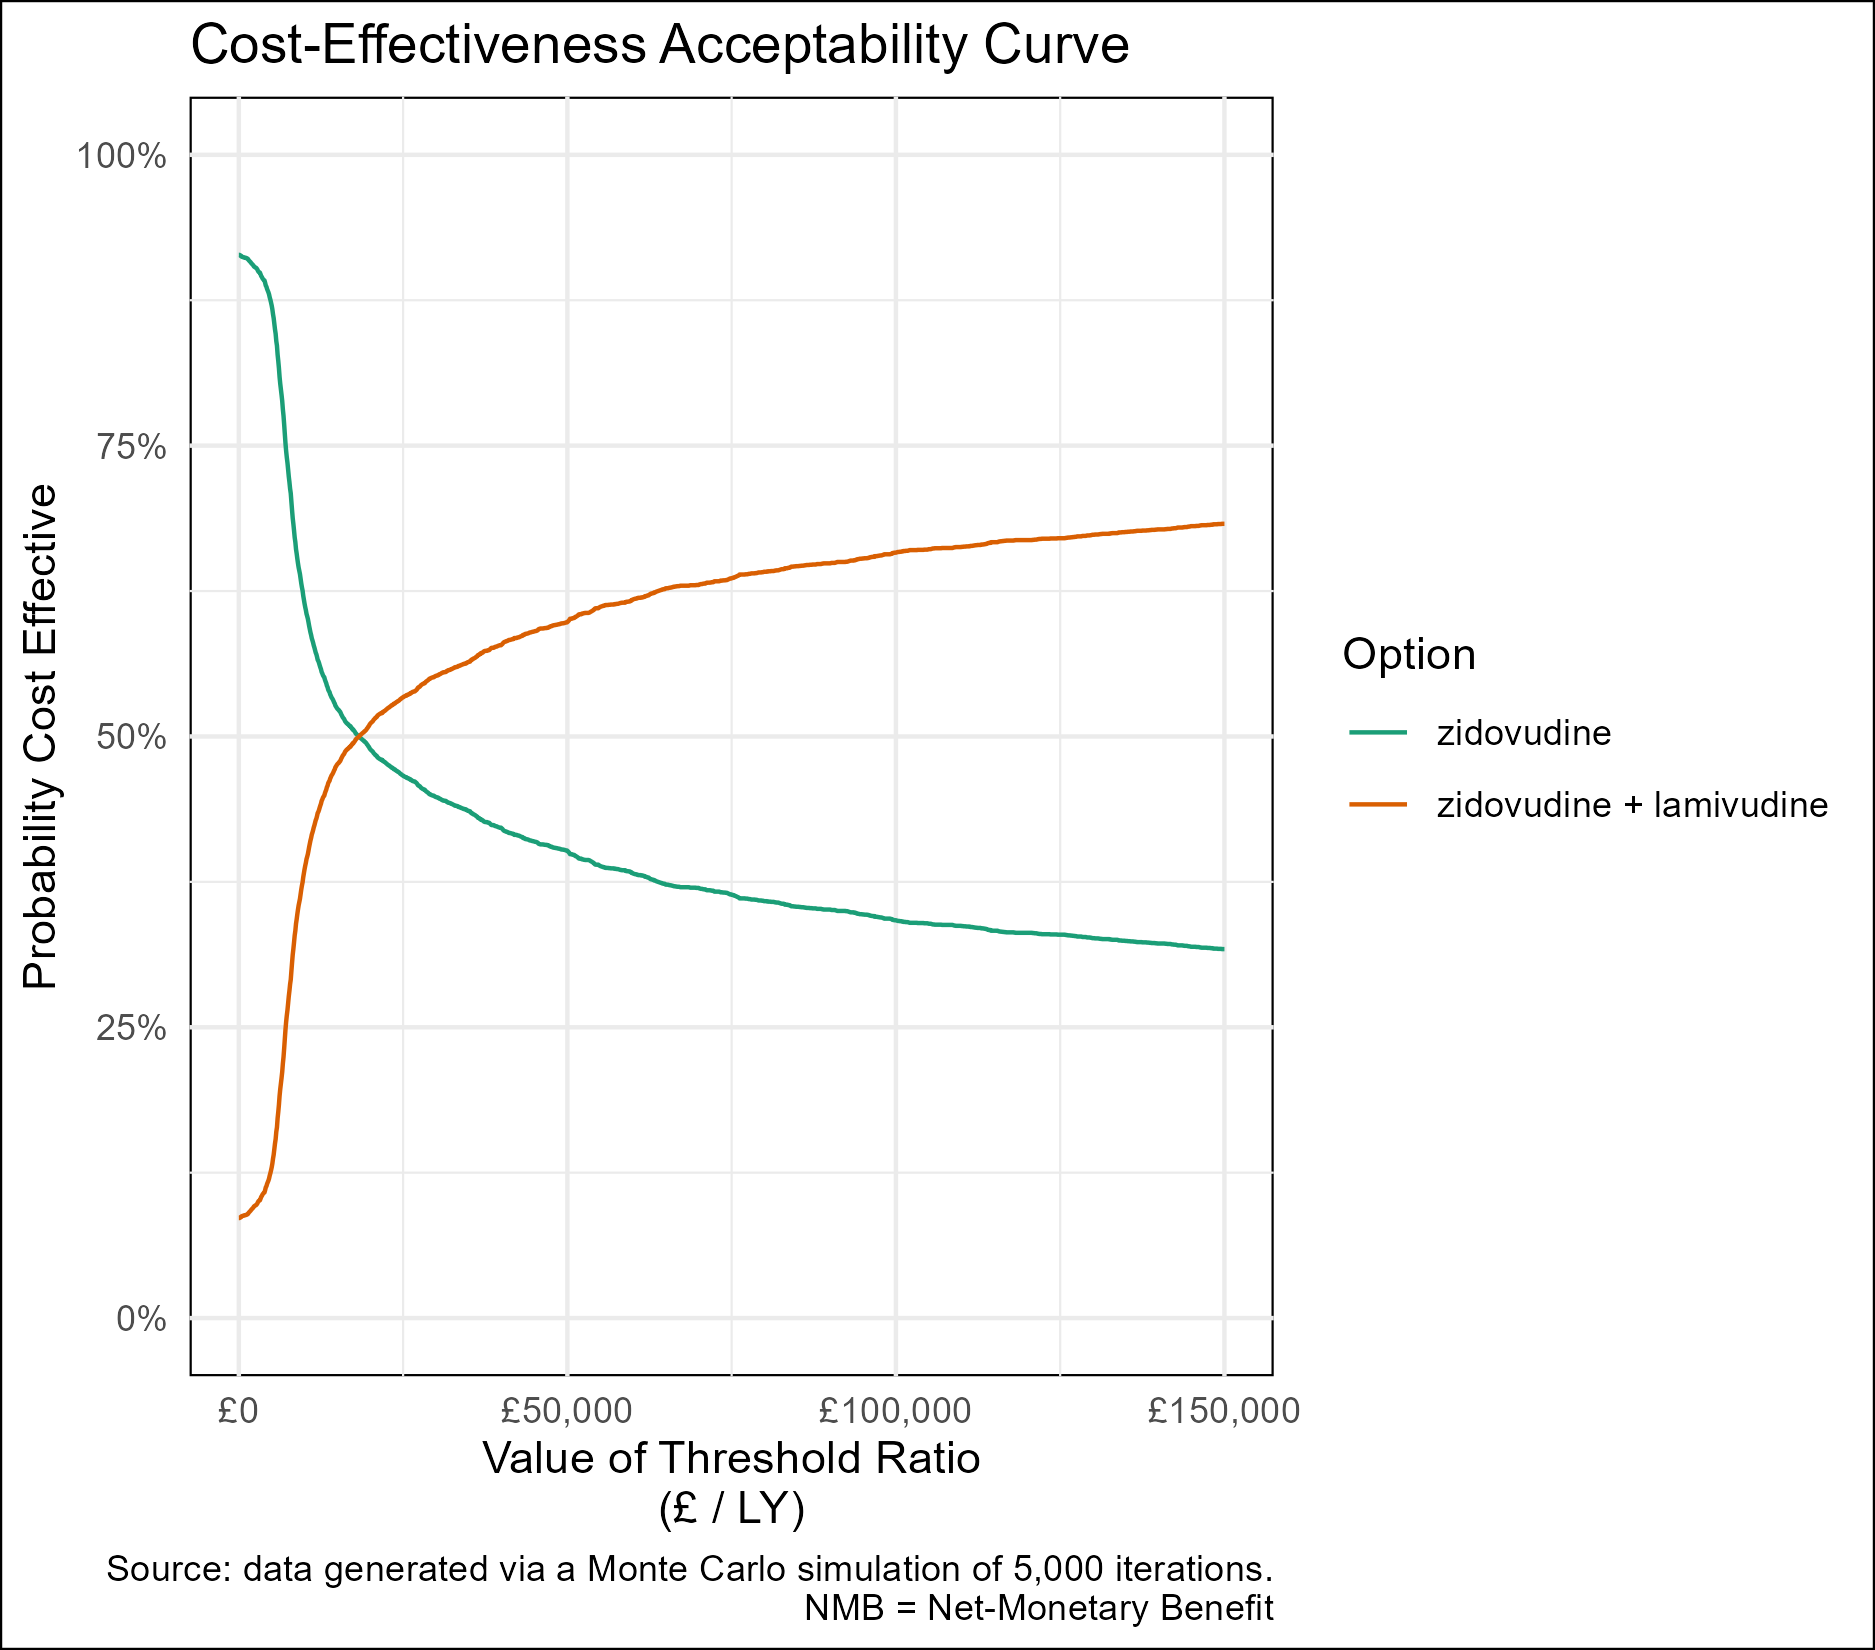 Cost-Effectiveness Acceptability Curve
100%
75%
50%
25%
0%
Probability Cost Effective
£0
£50,000
£100,000
£150,000
Value of Threshold Ratio
(£ / LY)
Option
zidovudine
zidovudine + lamivudine
Source: data generated via a Monte Carlo simulation of 5,000 iterations.
NMB = Net-Monetary Benefit